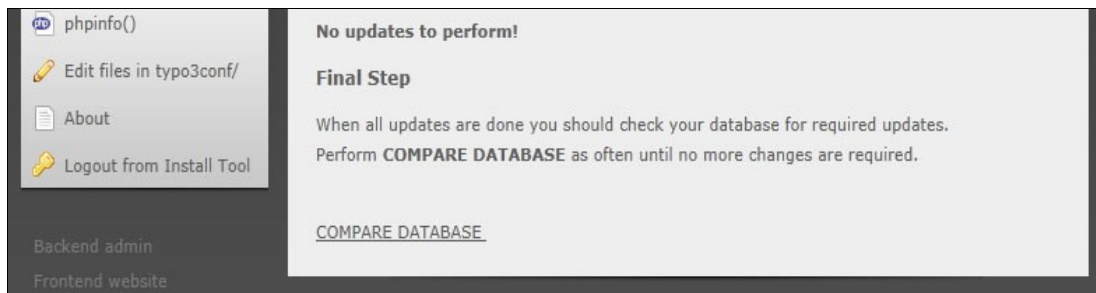 phpinfo()
Edit files in typo3conf/
About
Logout from Install Tool
Backend admin
Frontend website
No updates to perform!
Final Step
When all updates are done you should check your database for required updates.
Perform COMPARE DATABASE as often until no more changes are required.
COMPARE DATABASE